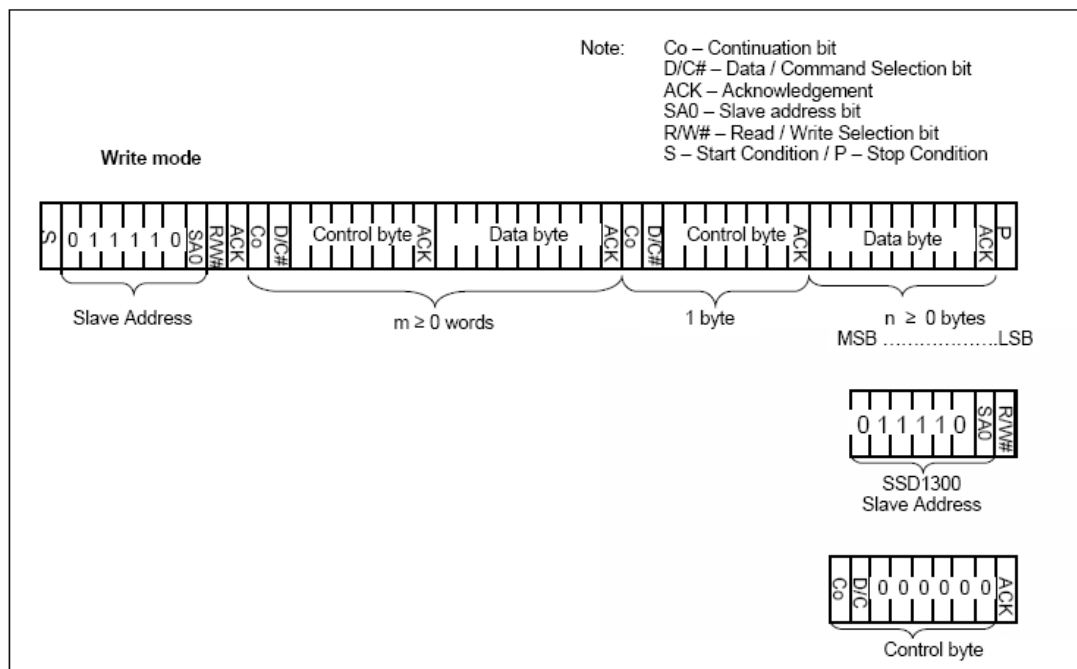 Note: Co – Continuation bit
D/C# – Data / Command Selection bit
ACK – Acknowledgement
SA0 – Slave address bit
R/W# – Read / Write Selection bit
S – Start Condition / P – Stop Condition
Write mode
S 0 1 1 1 1 0 SA0 R/W# ACK Co D/C# Control byte ACK Data byte ACK Co D/C# Control byte ACK Data byte ACK P
Slave Address m ≥ 0 words 1 byte n ≥ 0 bytes
MSB ....................LSB
0 1 1 1 1 0 SA0 R/W#
SSD1300
Slave Address
Co D/C 0 0 0 0 0 0 ACK
Control byte